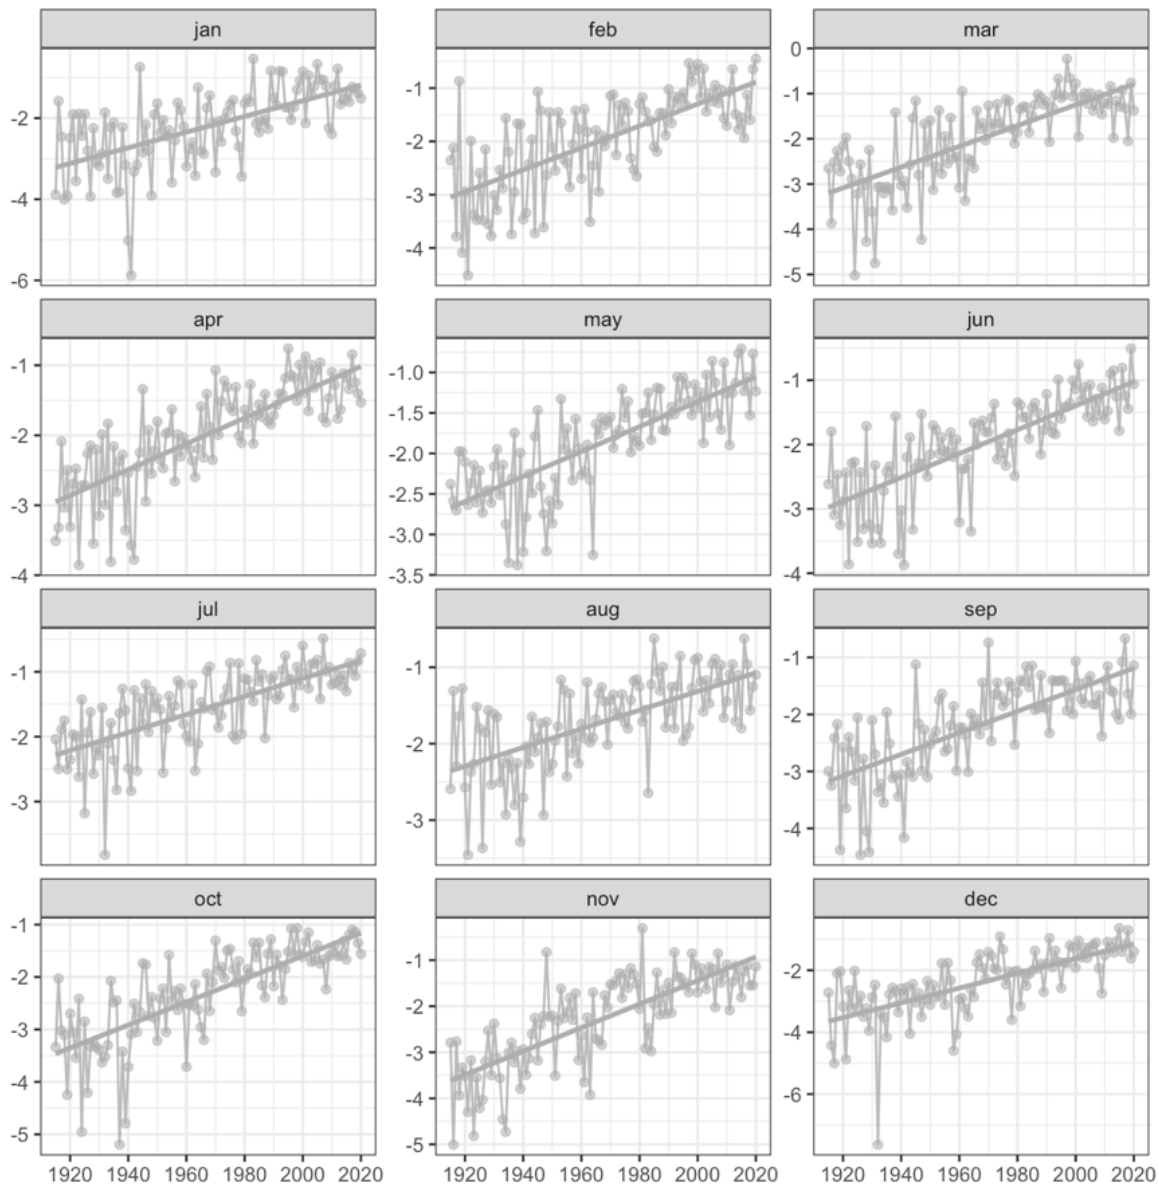 jan feb mar
0
-2 -1 -1
-2 -2
-4 -3 -3
-4 -4
-6 -5
apr may jun
-1 -1.0 -1
-1.5
-2 -2.0 -2
-3 -2.5 -3
-3.0
-4 -3.5 -4
jul aug sep
-1 -1 -1
-2 -2 -2
-3 -3 -3
-4
oct nov dec
-1 -1
-2 -2 -2
-3 -3 -4
-4 -4 -6
-5 -5
1920 1940 1960 1980 2000 2020 1920 1940 1960 1980 2000 2020 1920 1940 1960 1980 2000 2020